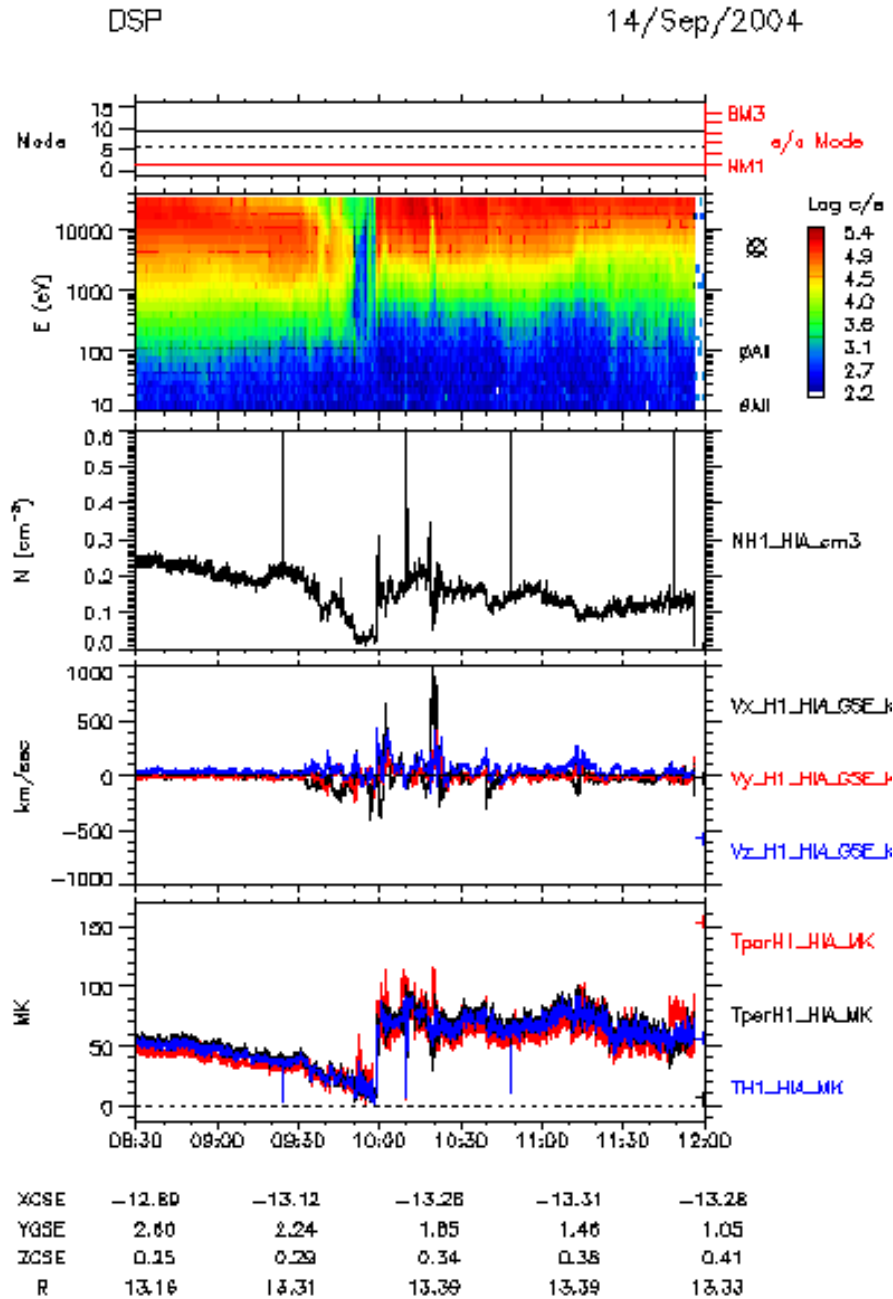 DSP 14/Sep/2004
15 BM3
10
Mode e/a Mode
5
0 NM1
Log c/s
10000 5.4
4.9
4.5
1000 4.0
E (eV) 3.6
100 3.1
2.7
10 2.2
0.6
0.5
0.4
N [cm⁻³] 0.3 NH1_HIA_cm3
0.2
0.1
0.0
1000
Vx_H1_HIA_GSE_k
500
km/sec 0 Vy_H1_HIA_GSE_k
-500
Vz_H1_HIA_GSE_k
-1000
150 TparH1_HIA_MK
100
MK TperH1_HIA_MK
50
TH1_HIA_MK
0
08:30 09:00 09:30 10:00 10:30 11:00 11:30 12:00
XGSE -12.89 -13.12 -13.26 -13.31 -13.28
YGSE 2.60 2.24 1.85 1.46 1.05
ZGSE 0.25 0.29 0.34 0.38 0.41
R 13.16 13.31 13.39 13.39 13.33